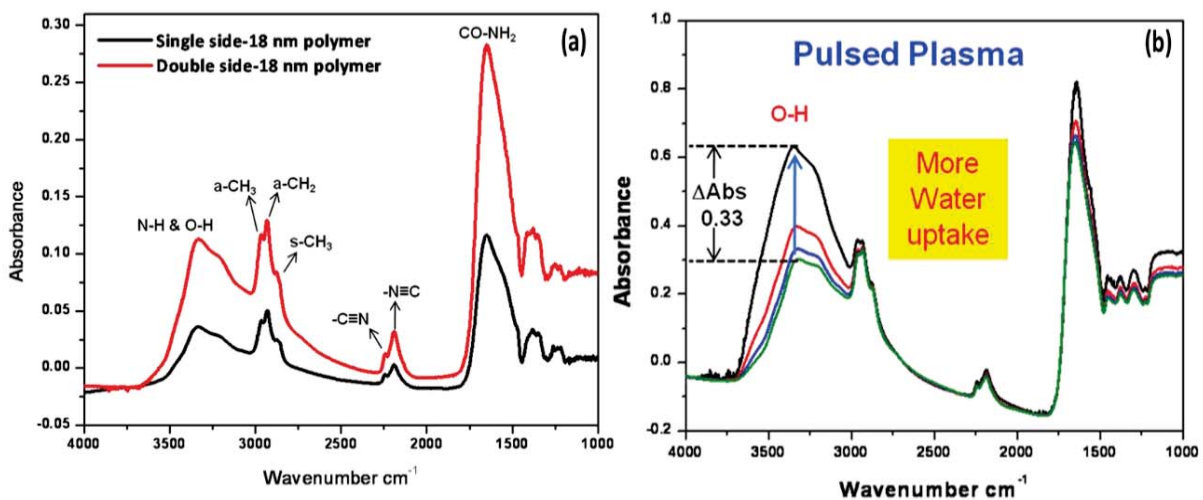 0.30
0.25
0.20
0.15
0.10
0.05
0.00
-0.05
Absorbance
Single side-18 nm polymer
Double side-18 nm polymer
CO-NH₂
(a)
a-CH₃
a-CH₂
N-H & O-H
s-CH₃
-N≡C
-C≡N
4000 3500 3000 2500 2000 1500 1000
Wavenumber cm⁻¹
1.0
0.8
0.6
0.4
0.2
0.0
-0.2
Absorbance
Pulsed Plasma
(b)
O-H
ΔAbs
0.33
More
Water
uptake
4000 3500 3000 2500 2000 1500 1000
Wavenumber cm⁻¹